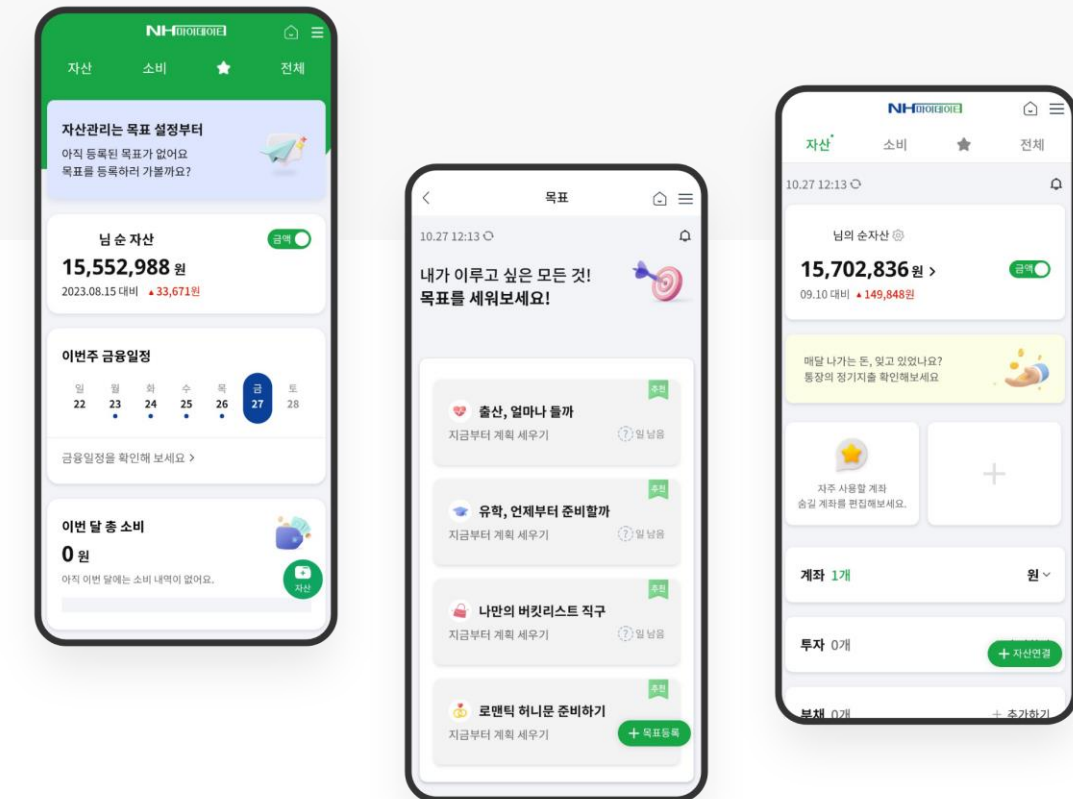 NH마이데이터
자산 소비 전체
자산관리는 목표 설정부터
아직 등록된 목표가 없어요
목표를 등록하러 가볼까요?
님 순 자산
금액
15,552,988 원
2023.08.15 대비 ▲33,671원
이번주 금융일정
일 월 화 수 목 금 토
22 23 24 25 26 27 28
금융일정을 확인해 보세요 >
이번 달 총 소비
0 원
아직 이번 달에는 소비 내역이 없어요.
자산
< 목표
10.27 12:13
내가 이루고 싶은 모든 것!
목표를 세워보세요!
추천
출산, 얼마나 들까
지금부터 계획 세우기 ? 일 남음
추천
유학, 언제부터 준비할까
지금부터 계획 세우기 ? 일 남음
추천
나만의 버킷리스트 직구
지금부터 계획 세우기 ? 일 남음
추천
로맨틱 허니문 준비하기
지금부터 계획 세우기
+ 목표등록
NH마이데이터
자산 소비 전체
10.27 12:13
님의 순자산
15,702,836 원 >
금액
09.10 대비 ▲149,848원
매달 나가는 돈, 잊고 있었나요?
통장의 정기지출 확인해보세요
자주 사용할 계좌
숨길 계좌를 편집해보세요.
+
계좌 1개 원
투자 0개
+ 자산연결
부채 0개 + 추가하기